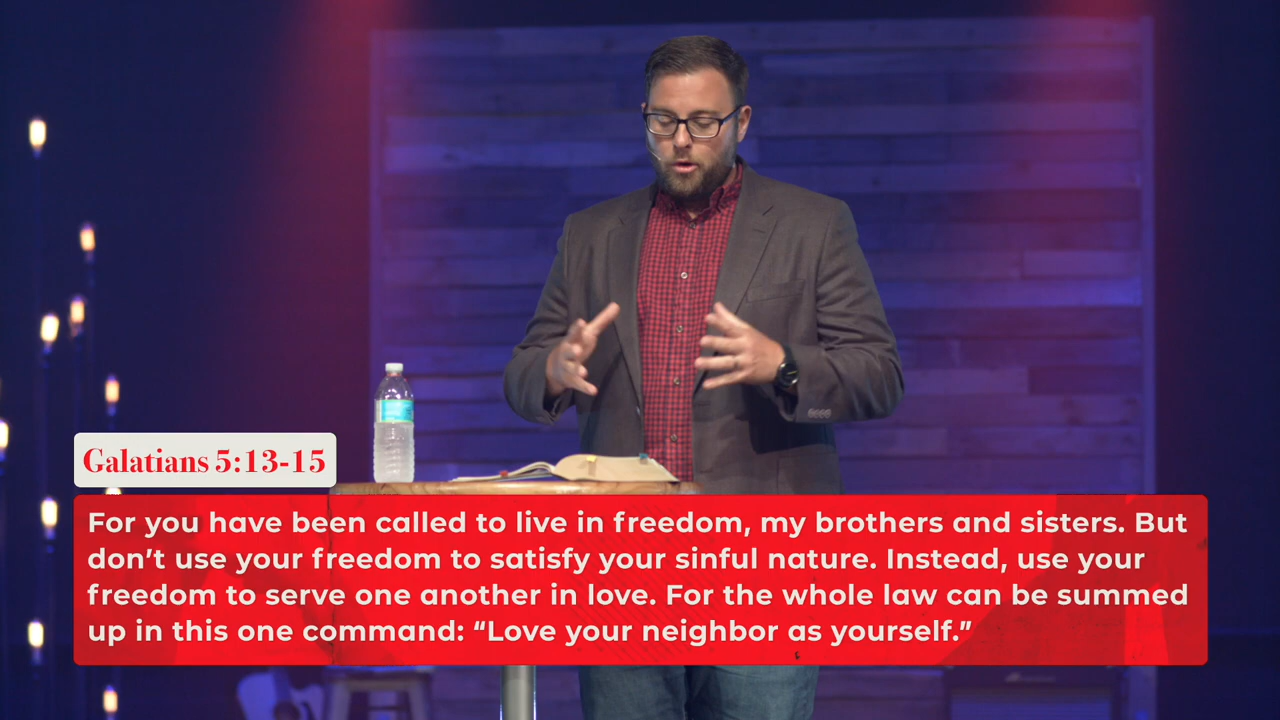 Galatians 5:13-15
For you have been called to live in freedom, my brothers and sisters. But
don’t use your freedom to satisfy your sinful nature. Instead, use your
freedom to serve one another in love. For the whole law can be summed
up in this one command: “Love your neighbor as yourself.”